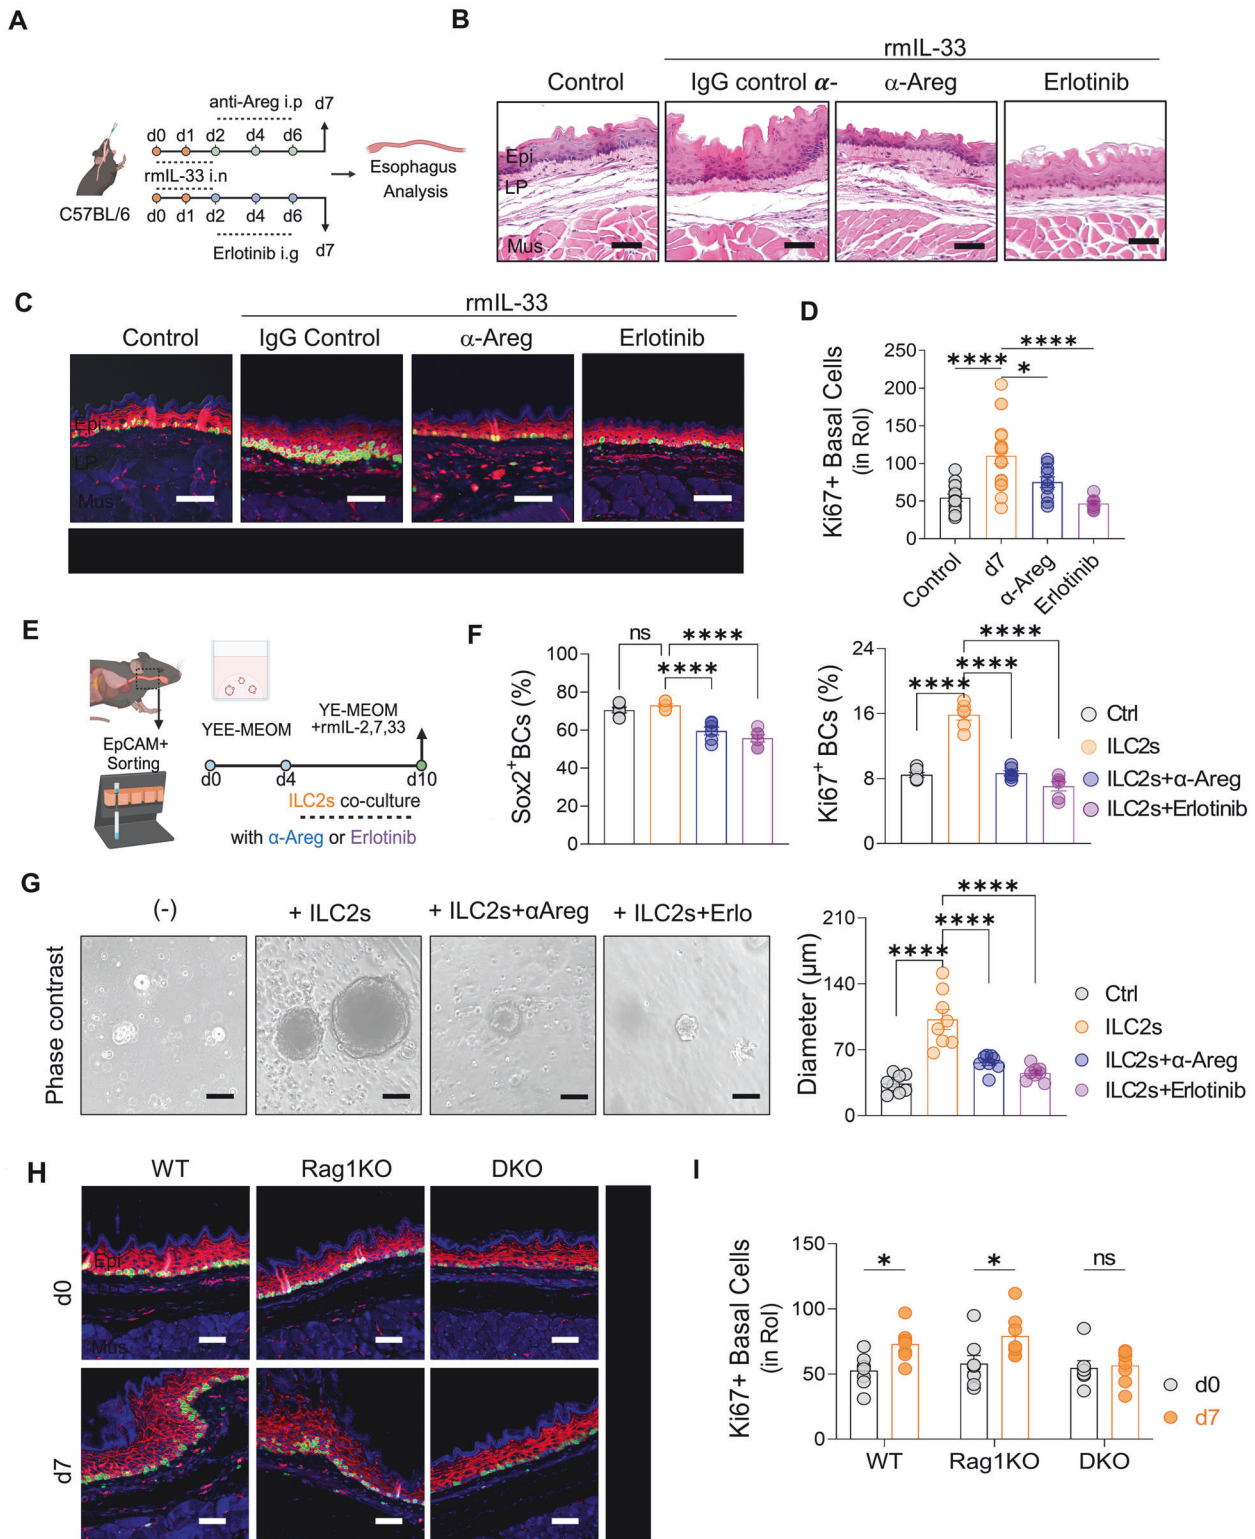 A
anti-Areg i.p
d7
d0 d1 d2 d4 d6
rmIL-33 i.n
C57BL/6
d0 d1 d2 d4 d6
Erlotinib i.g
d7
Esophagus
Analysis
B
rmIL-33
Control
IgG control α-
α-Areg
Erlotinib
Epi
LP
Mus
C
rmIL-33
Control
IgG Control
α-Areg
Erlotinib
Epi
LP
Mus
D
Ki67+ Basal Cells
(in RoI)
250
200
150
100
50
0
****
****
*
Control
d7
α-Areg
Erlotinib
E
EpCAM+
Sorting
YEE-MEOM
YE-MEOM
+rmIL-2,7,33
d0
d4
d10
ILC2s co-culture
with α-Areg or Erlotinib
F
Sox2+BCs (%)
100
80
60
40
20
0
ns
****
****
Ki67+ BCs (%)
24
16
8
0
****
****
****
Ctrl
ILC2s
ILC2s+α-Areg
ILC2s+Erlotinib
G
Phase contrast
(-)
+ ILC2s
+ ILC2s+αAreg
+ ILC2s+Erlo
Diameter (μm)
210
140
70
0
****
****
****
Ctrl
ILC2s
ILC2s+α-Areg
ILC2s+Erlotinib
H
WT
Rag1KO
DKO
d0
Epi
Mus
d7
I
Ki67+ Basal Cells
(in RoI)
150
100
50
0
*
*
ns
WT
Rag1KO
DKO
d0
d7